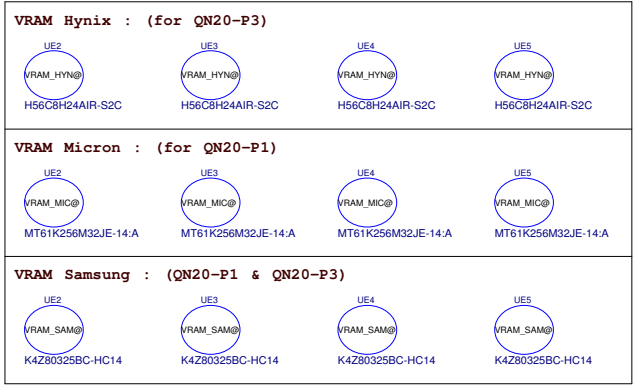 VRAM Hynix : (for QN20-P3)
UE2 UE3 UE4 UE5
VRAM_HYN@ VRAM_HYN@ VRAM_HYN@ VRAM_HYN@
H56C8H24AIR-S2C H56C8H24AIR-S2C H56C8H24AIR-S2C H56C8H24AIR-S2C
VRAM Micron : (for QN20-P1)
UE2 UE3 UE4 UE5
VRAM_MIC@ VRAM_MIC@ VRAM_MIC@ VRAM_MIC@
MT61K256M32JE-14:A MT61K256M32JE-14:A MT61K256M32JE-14:A MT61K256M32JE-14:A
VRAM Samsung : (QN20-P1 & QN20-P3)
UE2 UE3 UE4 UE5
VRAM_SAM@ VRAM_SAM@ VRAM_SAM@ VRAM_SAM@
K4Z80325BC-HC14 K4Z80325BC-HC14 K4Z80325BC-HC14 K4Z80325BC-HC14